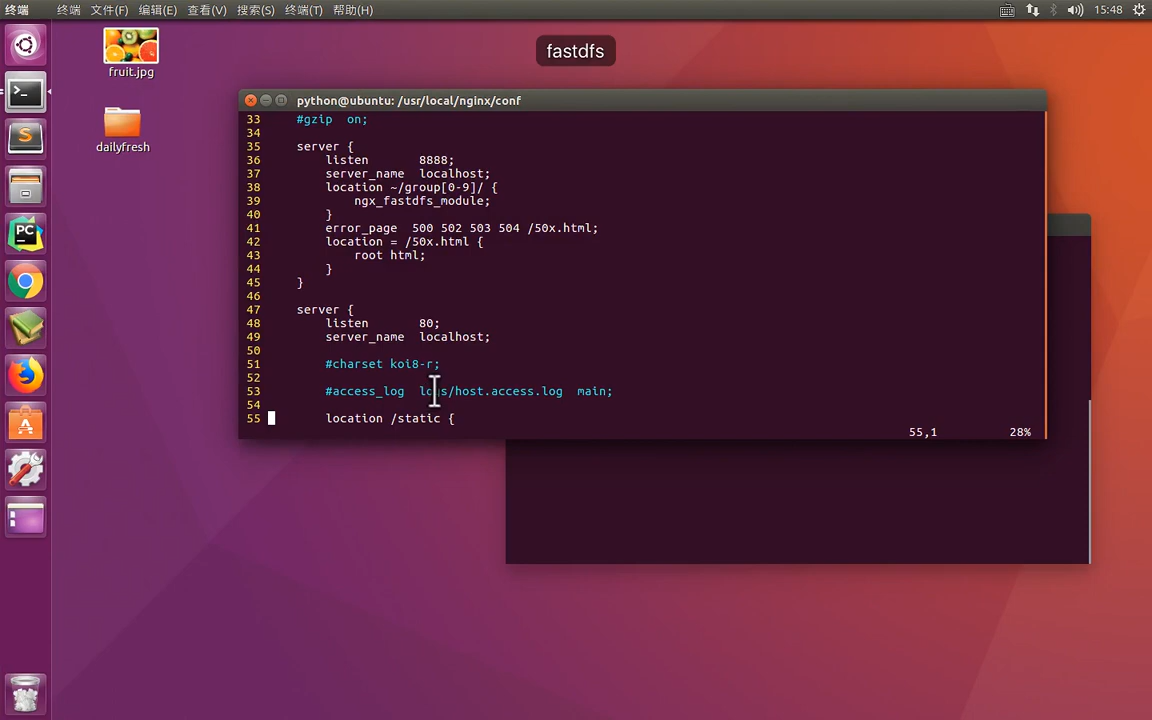 终端 终端 文件(F) 编辑(E) 查看(V) 搜索(S) 终端(T) 帮助(H) 15:48
fruit.jpg
dailyfresh
fastdfs
python@ubuntu: /usr/local/nginx/conf
33 #gzip on;
34
35 server {
36 listen 8888;
37 server_name localhost;
38 location ~/group[0-9]/ {
39 ngx_fastdfs_module;
40 }
41 error_page 500 502 503 504 /50x.html;
42 location = /50x.html {
43 root html;
44 }
45 }
46
47 server {
48 listen 80;
49 server_name localhost;
50
51 #charset koi8-r;
52
53 #access_log logs/host.access.log main;
54
55 location /static {
55,1 28%
PC